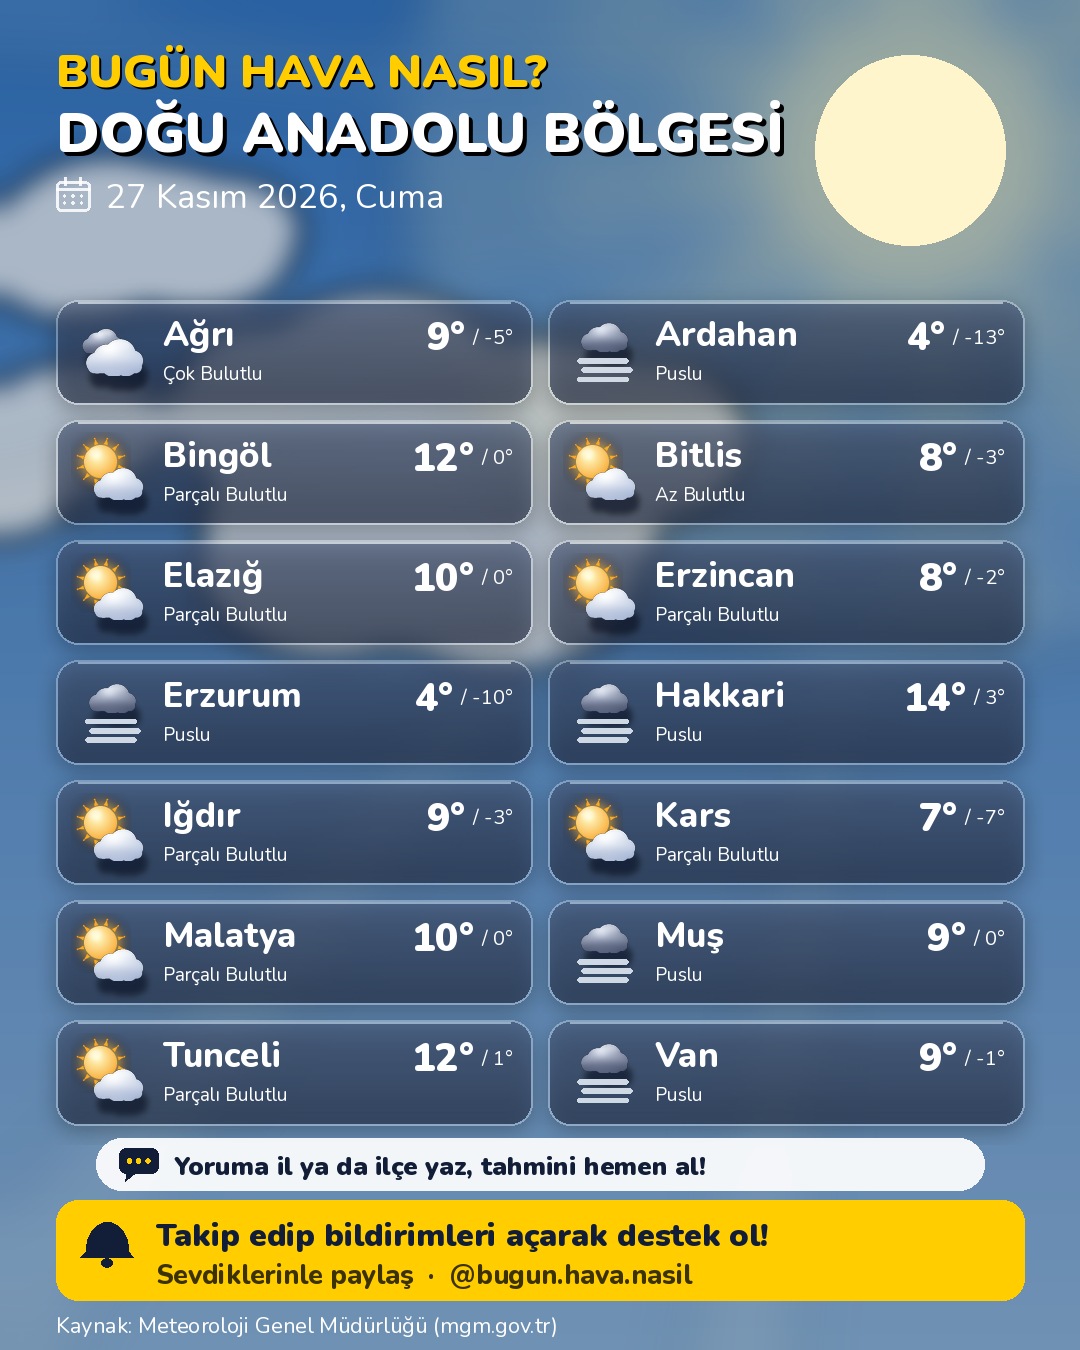 BUGÜN HAVA NASIL?
DOĞU ANADOLU BÖLGESİ
27 Kasım 2026, Cuma
Ağrı 9° / -5°
Çok Bulutlu
Ardahan 4° / -13°
Puslu
Bingöl 12° / 0°
Parçalı Bulutlu
Bitlis 8° / -3°
Az Bulutlu
Elazığ 10° / 0°
Parçalı Bulutlu
Erzincan 8° / -2°
Parçalı Bulutlu
Erzurum 4° / -10°
Puslu
Hakkari 14° / 3°
Puslu
Iğdır 9° / -3°
Parçalı Bulutlu
Kars 7° / -7°
Parçalı Bulutlu
Malatya 10° / 0°
Parçalı Bulutlu
Muş 9° / 0°
Puslu
Tunceli 12° / 1°
Parçalı Bulutlu
Van 9° / -1°
Puslu
Yoruma il ya da ilçe yaz, tahmini hemen al!
Takip edip bildirimleri açarak destek ol!
Sevdiklerinle paylaş · @bugun.hava.nasil
Kaynak: Meteoroloji Genel Müdürlüğü (mgm.gov.tr)